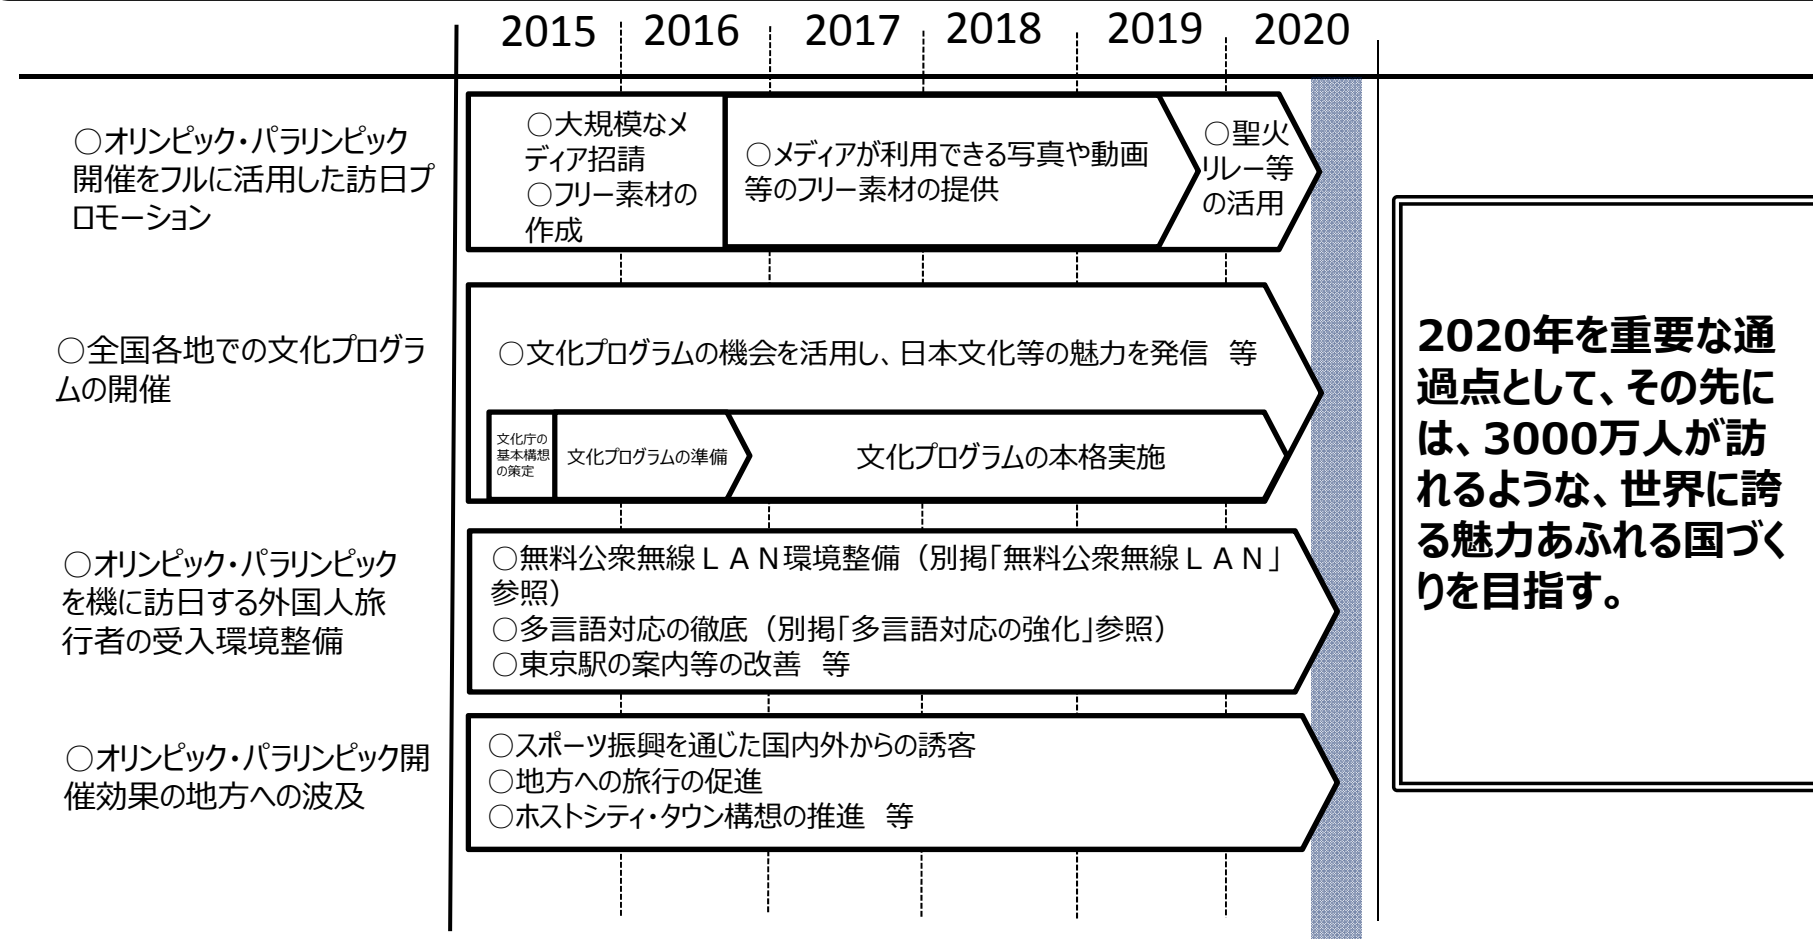 2015 2016 2017 2018 2019 2020
○オリンピック・パラリンピック
開催をフルに活用した訪日プ
ロモーション
○大規模なメ
ディア招請
○フリー素材の
作成
○メディアが利用できる写真や動画
等のフリー素材の提供
○聖火
リレー等
の活用
○全国各地での文化プログラ
ムの開催
○文化プログラムの機会を活用し、日本文化等の魅力を発信 等
文化庁の
基本構想
の策定
文化プログラムの準備
文化プログラムの本格実施
○オリンピック・パラリンピック
を機に訪日する外国人旅
行者の受入環境整備
○無料公衆無線LAN環境整備（別掲「無料公衆無線LAN」
参照）
○多言語対応の徹底（別掲「多言語対応の強化」参照）
○東京駅の案内等の改善 等
○オリンピック・パラリンピック開
催効果の地方への波及
○スポーツ振興を通じた国内外からの誘客
○地方への旅行の促進
○ホストシティ・タウン構想の推進 等
2020年を重要な通
過点として、その先に
は、3000万人が訪
れるような、世界に誇
る魅力あふれる国づく
りを目指す。